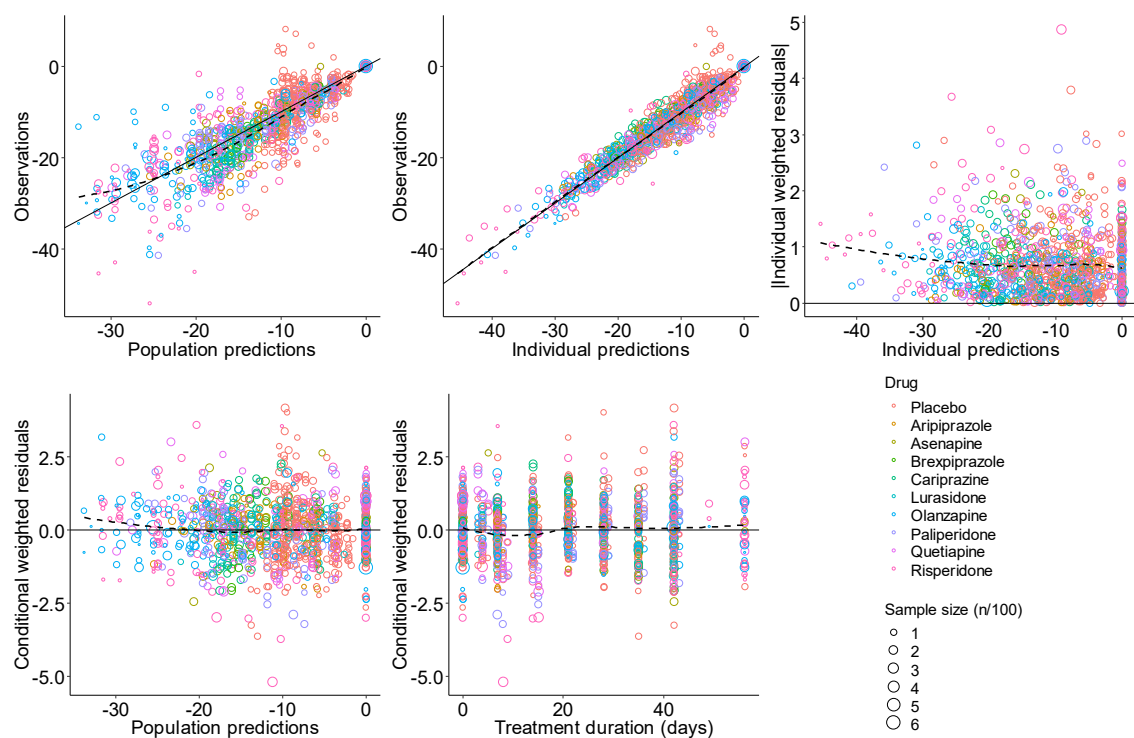 0
-20
-40
Observations
-30
-20
-10
0
Population predictions
0
-20
-40
Observations
-40
-30
-20
-10
0
Individual predictions
5
4
3
2
1
0
|Individual weighted residuals|
-40
-30
-20
-10
0
Individual predictions
2.5
0.0
-2.5
-5.0
Conditional weighted residuals
-30
-20
-10
0
Population predictions
2.5
0.0
-2.5
-5.0
Conditional weighted residuals
0
20
40
Treatment duration (days)
Drug
Placebo
Aripiprazole
Asenapine
Brexpiprazole
Cariprazine
Lurasidone
Olanzapine
Paliperidone
Quetiapine
Risperidone
Sample size (n/100)
1
2
3
4
5
6